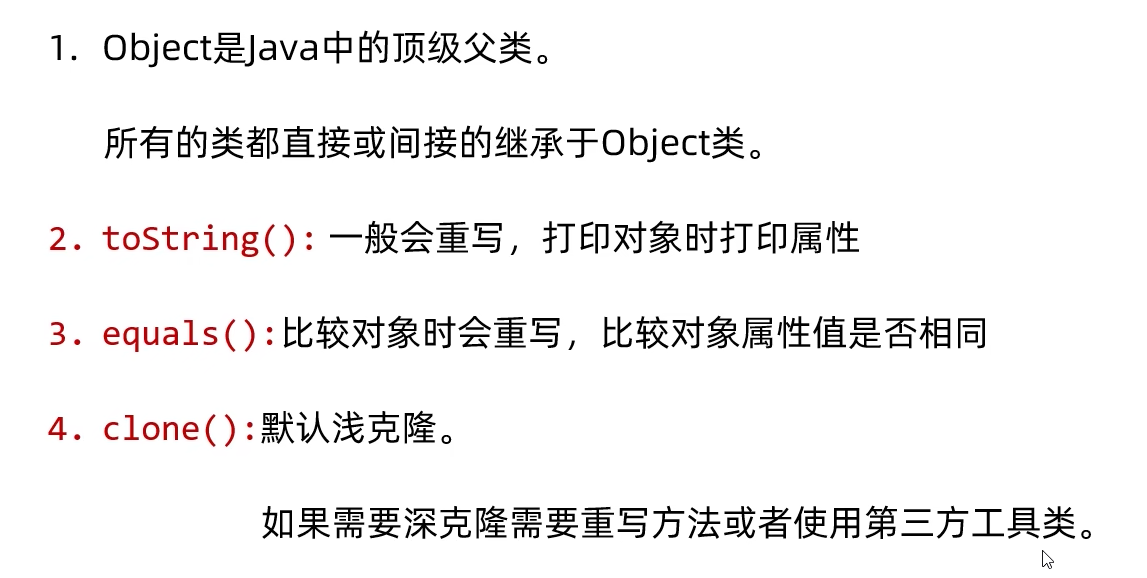 1. Object是Java中的顶级父类。
所有的类都直接或间接的继承于Object类。
2. toString(): 一般会重写，打印对象时打印属性
3. equals():比较对象时会重写，比较对象属性值是否相同
4. clone():默认浅克隆。
如果需要深克隆需要重写方法或者使用第三方工具类。